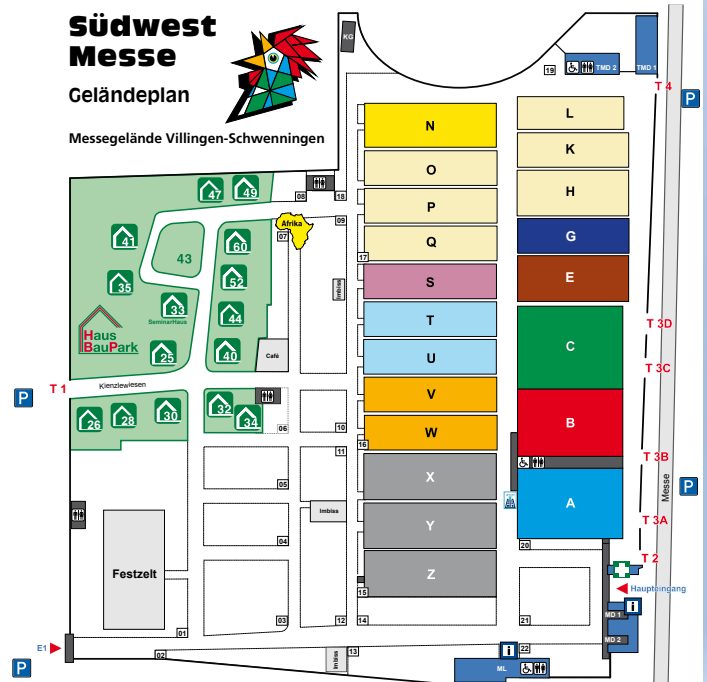 Südwest
Messe
Geländeplan
Messegelände Villingen-Schwenningen
KG
19
TMD 2
TMD 1
T 4
P
N
L
O
K
P
H
Q
G
S
E
T
U
C
V
B
W
X
A
Y
Z
47
49
08
18
09
41
43
60
Afrika
07
17
35
52
Imbiss
33
SeminarHaus
44
T 3D
Haus
BauPark
25
40
Café
T 3C
T 1
Kienzlewiesen
P
26
28
30
32
34
06
10
16
11
T 3B
Messe
05
P
Imbiss
T 3A
04
20
T 2
Festzelt
15
Haupteingang
i
MD 1
01
03
12
14
21
MD 2
E1
02
Imbiss
13
i
22
P
ML